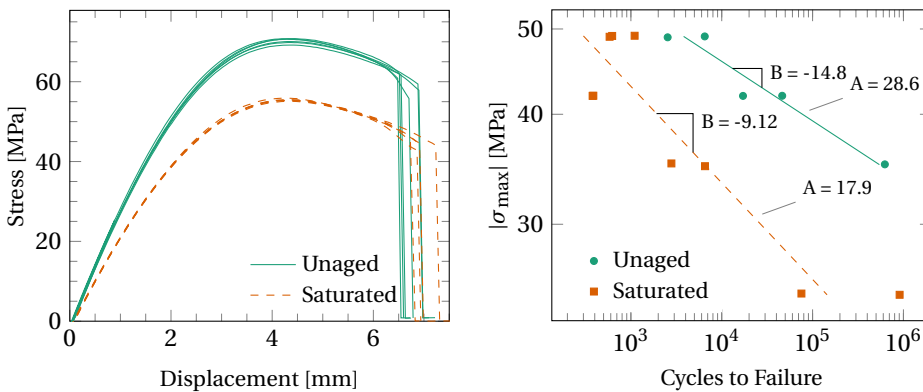 60
40
20
0
0
2
4
6
Stress [MPa]
Displacement [mm]
Unaged
Saturated
50
40
30
10³
10⁴
10⁵
10⁶
|σmax| [MPa]
Cycles to Failure
B = -14.8
A = 28.6
B = -9.12
A = 17.9
Unaged
Saturated